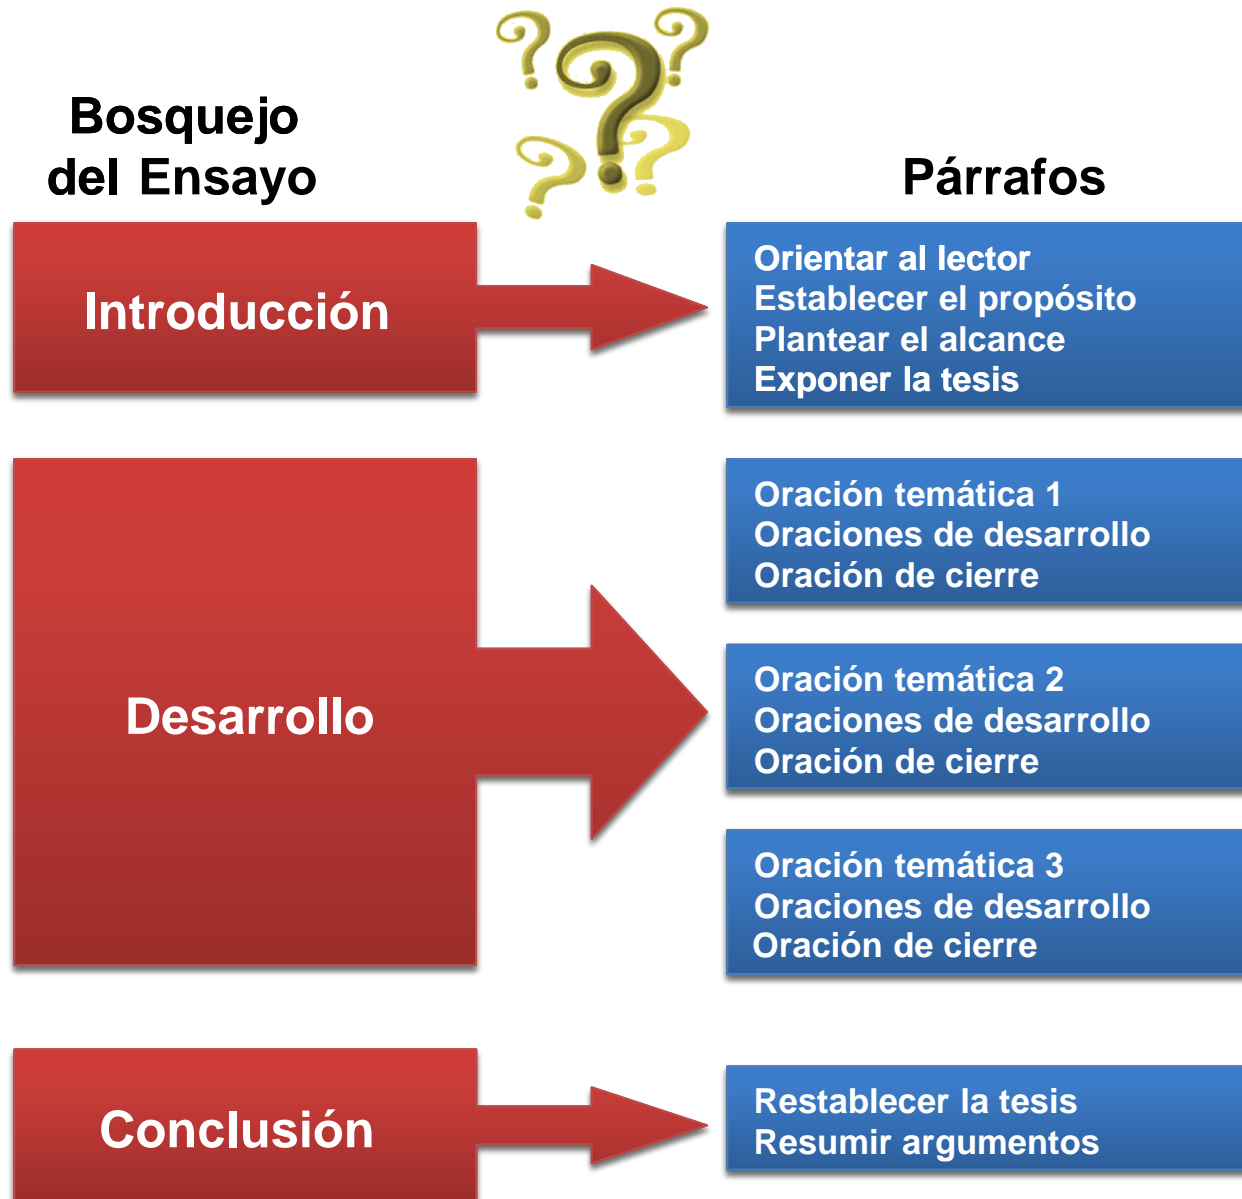 Bosquejo
del Ensayo
Párrafos
Introducción
Orientar al lector
Establecer el propósito
Plantear el alcance
Exponer la tesis
Desarrollo
Oración temática 1
Oraciones de desarrollo
Oración de cierre
Oración temática 2
Oraciones de desarrollo
Oración de cierre
Oración temática 3
Oraciones de desarrollo
Oración de cierre
Conclusión
Restablecer la tesis
Resumir argumentos